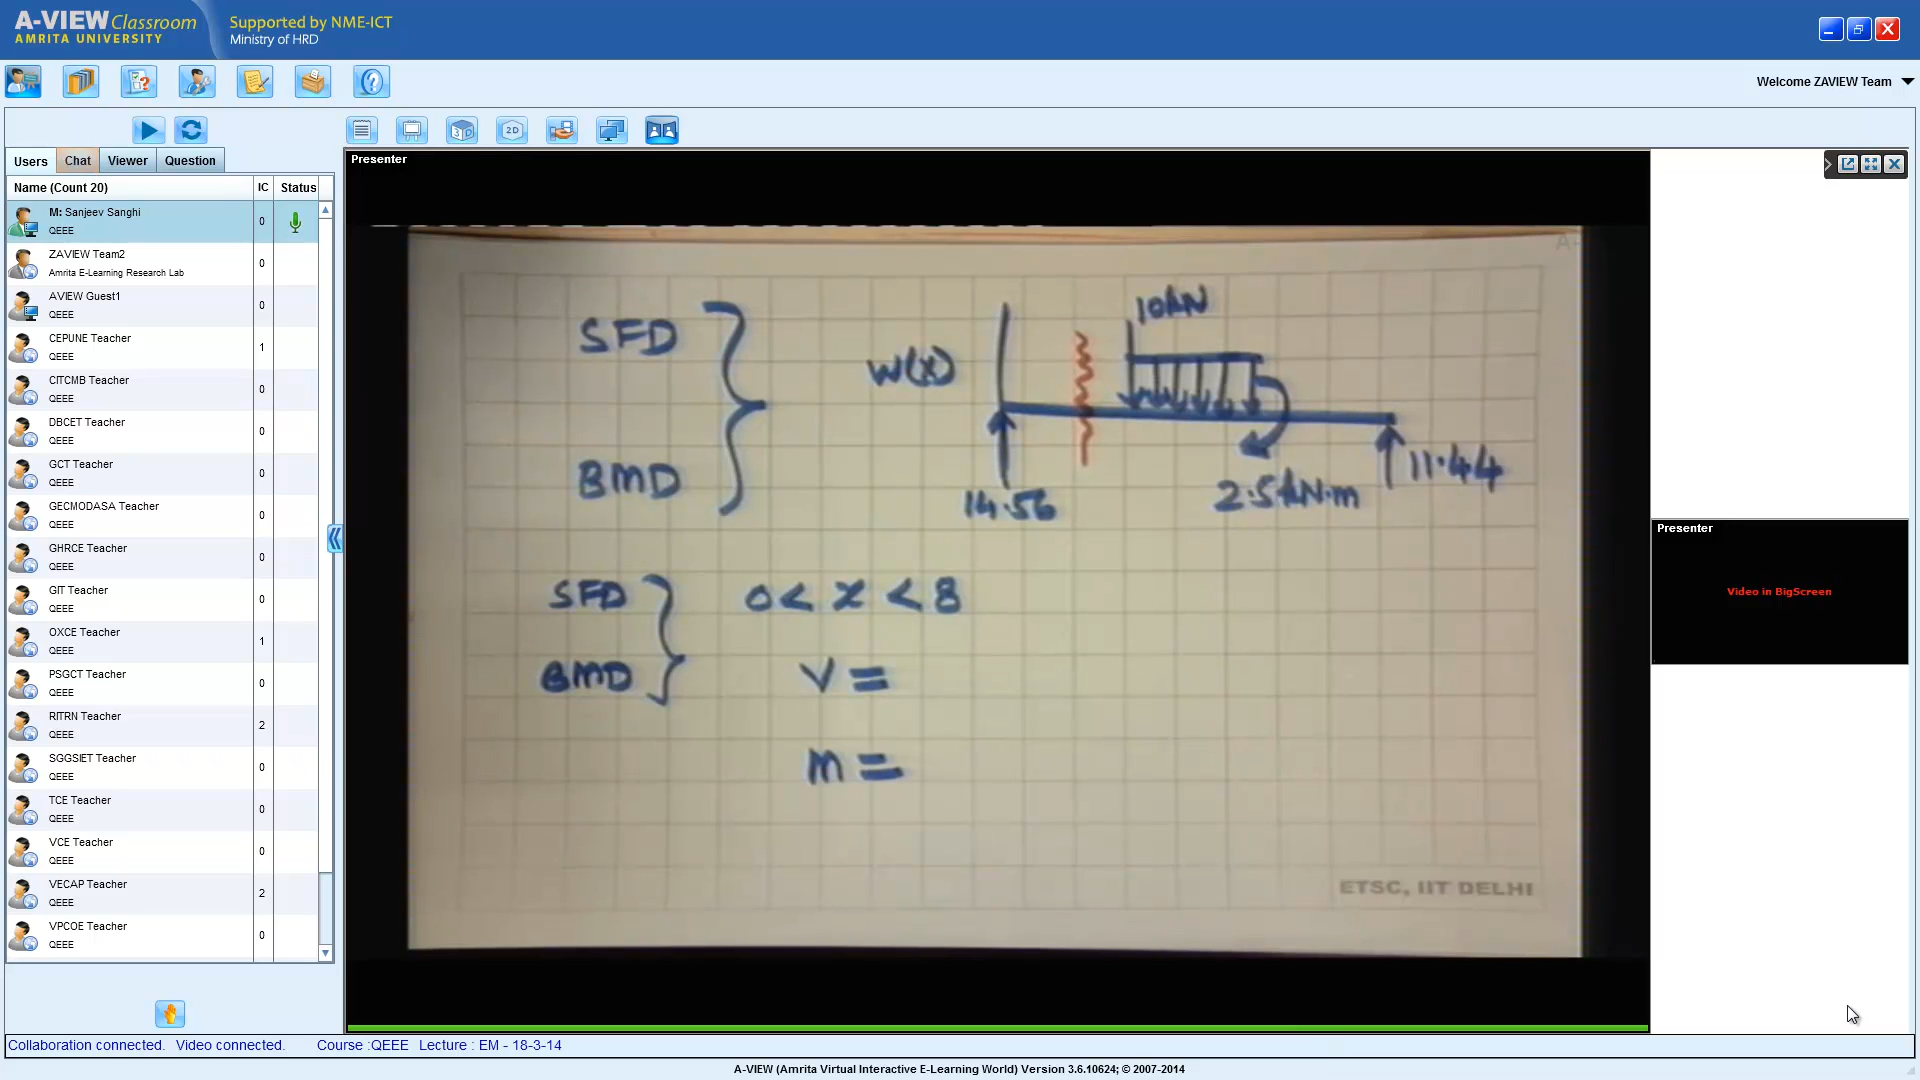 A-VIEW Classroom
AMRITA UNIVERSITY
Supported by NME-ICT
Ministry of HRD
Welcome ZAVIEW Team
Users Chat Viewer Question
Name (Count 20) IC Status
M: Sanjeev Sanghi
QEEE
0
ZAVIEW Team2
Amrita E-Learning Research Lab
0
AVIEW Guest1
QEEE
0
CEPUNE Teacher
QEEE
1
CITCMB Teacher
QEEE
0
DBCET Teacher
QEEE
0
GCT Teacher
QEEE
0
GECMODASA Teacher
QEEE
0
GHRCE Teacher
QEEE
0
GIT Teacher
QEEE
0
OXCE Teacher
QEEE
1
PSGCT Teacher
QEEE
0
RITRN Teacher
QEEE
2
SGGSIET Teacher
QEEE
0
TCE Teacher
QEEE
0
VCE Teacher
QEEE
0
VECAP Teacher
QEEE
2
VPCOE Teacher
QEEE
0
3D
2D
Presenter
A-
SFD
BMD
W(x)
10kN
14.56
2.5kN.m
11.44
SFD
BMD
0 < x < 8
V =
M =
ETSC, IIT DELHI
Presenter
Video in BigScreen
Collaboration connected. Video connected. Course :QEEE Lecture : EM - 18-3-14
A-VIEW (Amrita Virtual Interactive E-Learning World) Version 3.6.10624; © 2007-2014